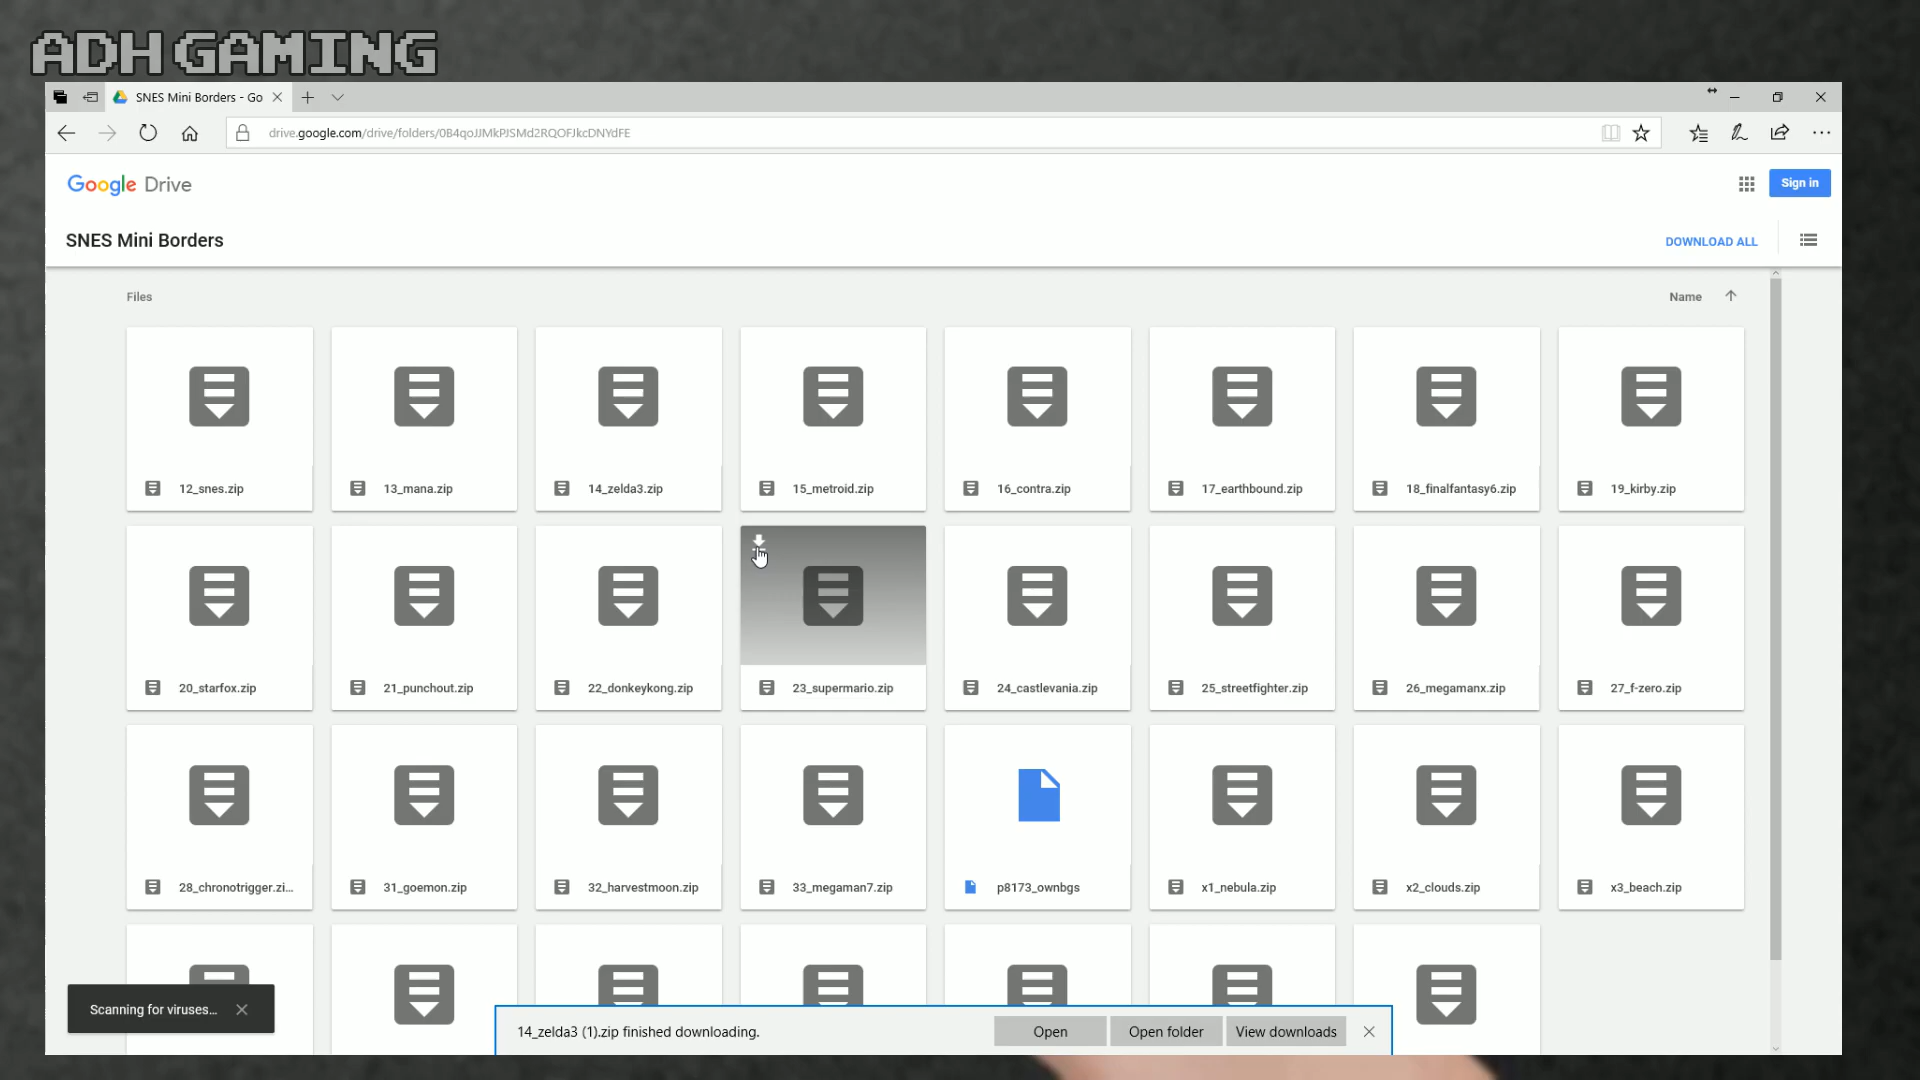 ADH GAMING
SNES Mini Borders - Go
drive.google.com/drive/folders/0B4qoJJMkPJSMd2RQOFJkcDNYdFE
Google Drive
Sign in
SNES Mini Borders
DOWNLOAD ALL
Files
Name
12_snes.zip
13_mana.zip
14_zelda3.zip
15_metroid.zip
16_contra.zip
17_earthbound.zip
18_finalfantasy6.zip
19_kirby.zip
20_starfox.zip
21_punchout.zip
22_donkeykong.zip
23_supermario.zip
24_castlevania.zip
25_streetfighter.zip
26_megamanx.zip
27_f-zero.zip
28_chronotrigger.zi...
31_goemon.zip
32_harvestmoon.zip
33_megaman7.zip
p8173_ownbgs
x1_nebula.zip
x2_clouds.zip
x3_beach.zip
Scanning for viruses...
14_zelda3 (1).zip finished downloading.
Open
Open folder
View downloads